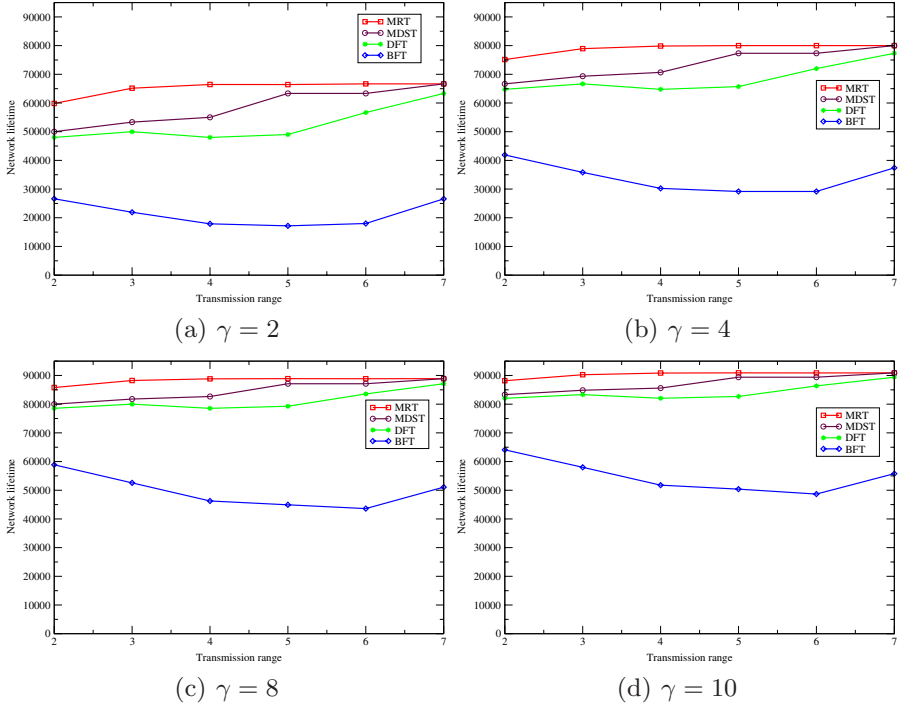 90000
80000
70000
60000
50000
40000
30000
20000
10000
0
Network lifetime
MRT
MDST
DFT
BFT
2 3 4 5 6 7
Transmission range
(a) γ = 2
90000
80000
70000
60000
50000
40000
30000
20000
10000
0
Network lifetime
MRT
MDST
DFT
BFT
2 3 4 5 6 7
Transmission range
(b) γ = 4
90000
80000
70000
60000
50000
40000
30000
20000
10000
0
Network lifetime
MRT
MDST
DFT
BFT
2 3 4 5 6 7
Transmission range
(c) γ = 8
90000
80000
70000
60000
50000
40000
30000
20000
10000
0
Network lifetime
MRT
MDST
DFT
BFT
2 3 4 5 6 7
Transmission range
(d) γ = 10